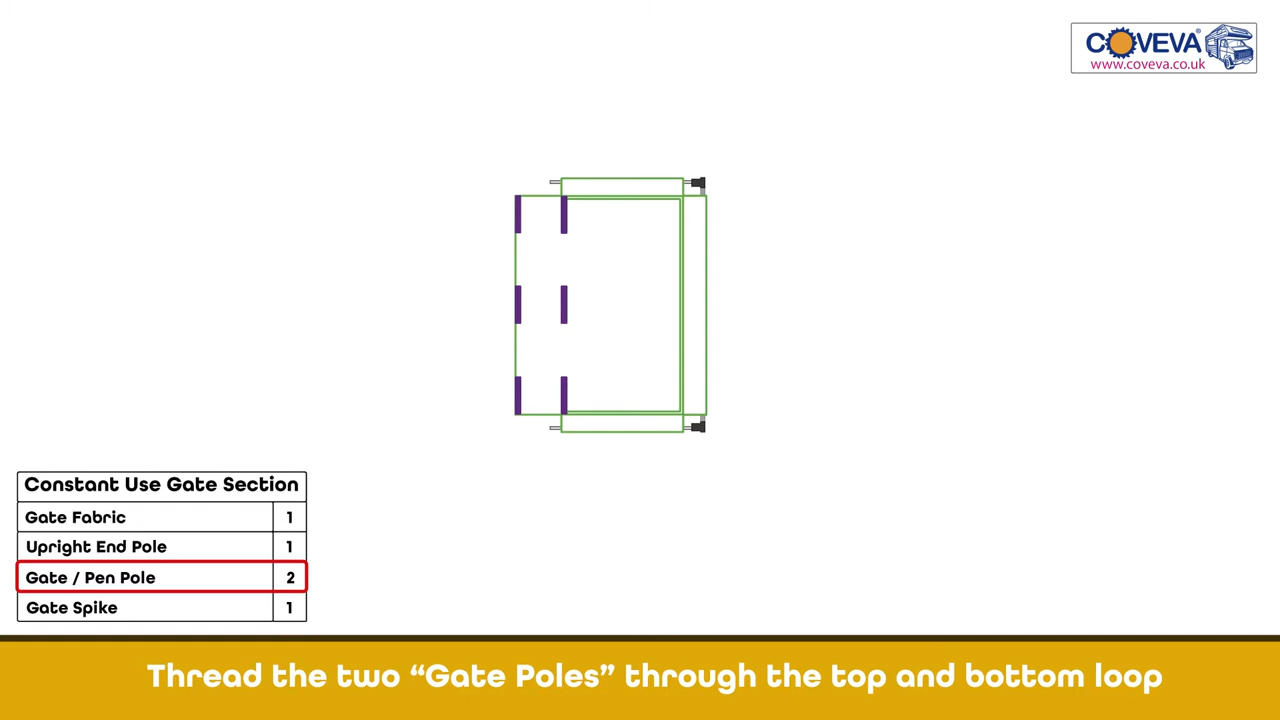 COVEVA®
www.coveva.co.uk
Constant Use Gate Section
Gate Fabric 1
Upright End Pole 1
Gate / Pen Pole 2
Gate Spike 1
Thread the two “Gate Poles” through the top and bottom loop